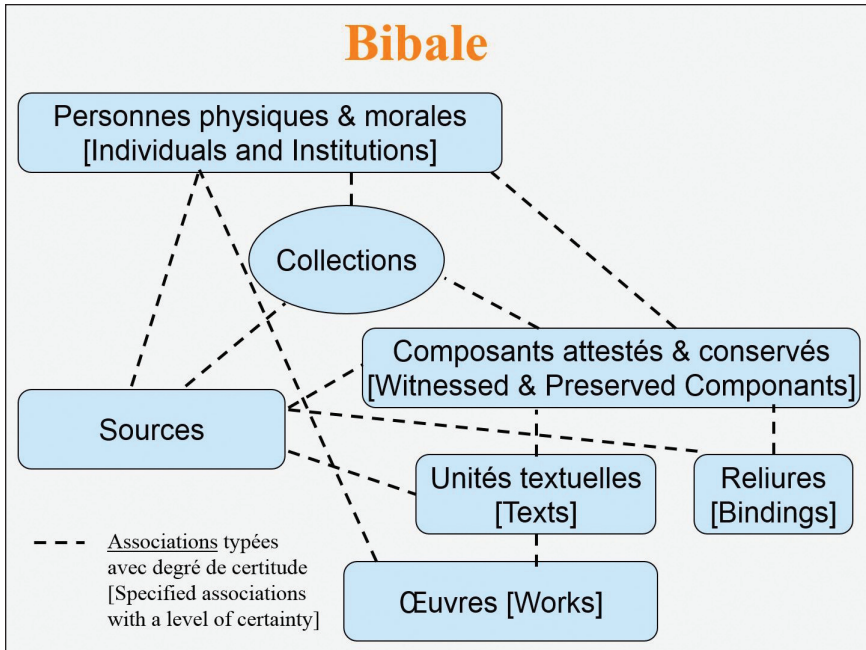 Bibale
Personnes physiques & morales
[Individuals and Institutions]
Collections
Composants attestés & conservés
[Witnessed & Preserved Componants]
Sources
Unités textuelles
[Texts]
Reliures
[Bindings]
Associations typées
avec degré de certitude
[Specified associations
with a level of certainty]
Œuvres [Works]